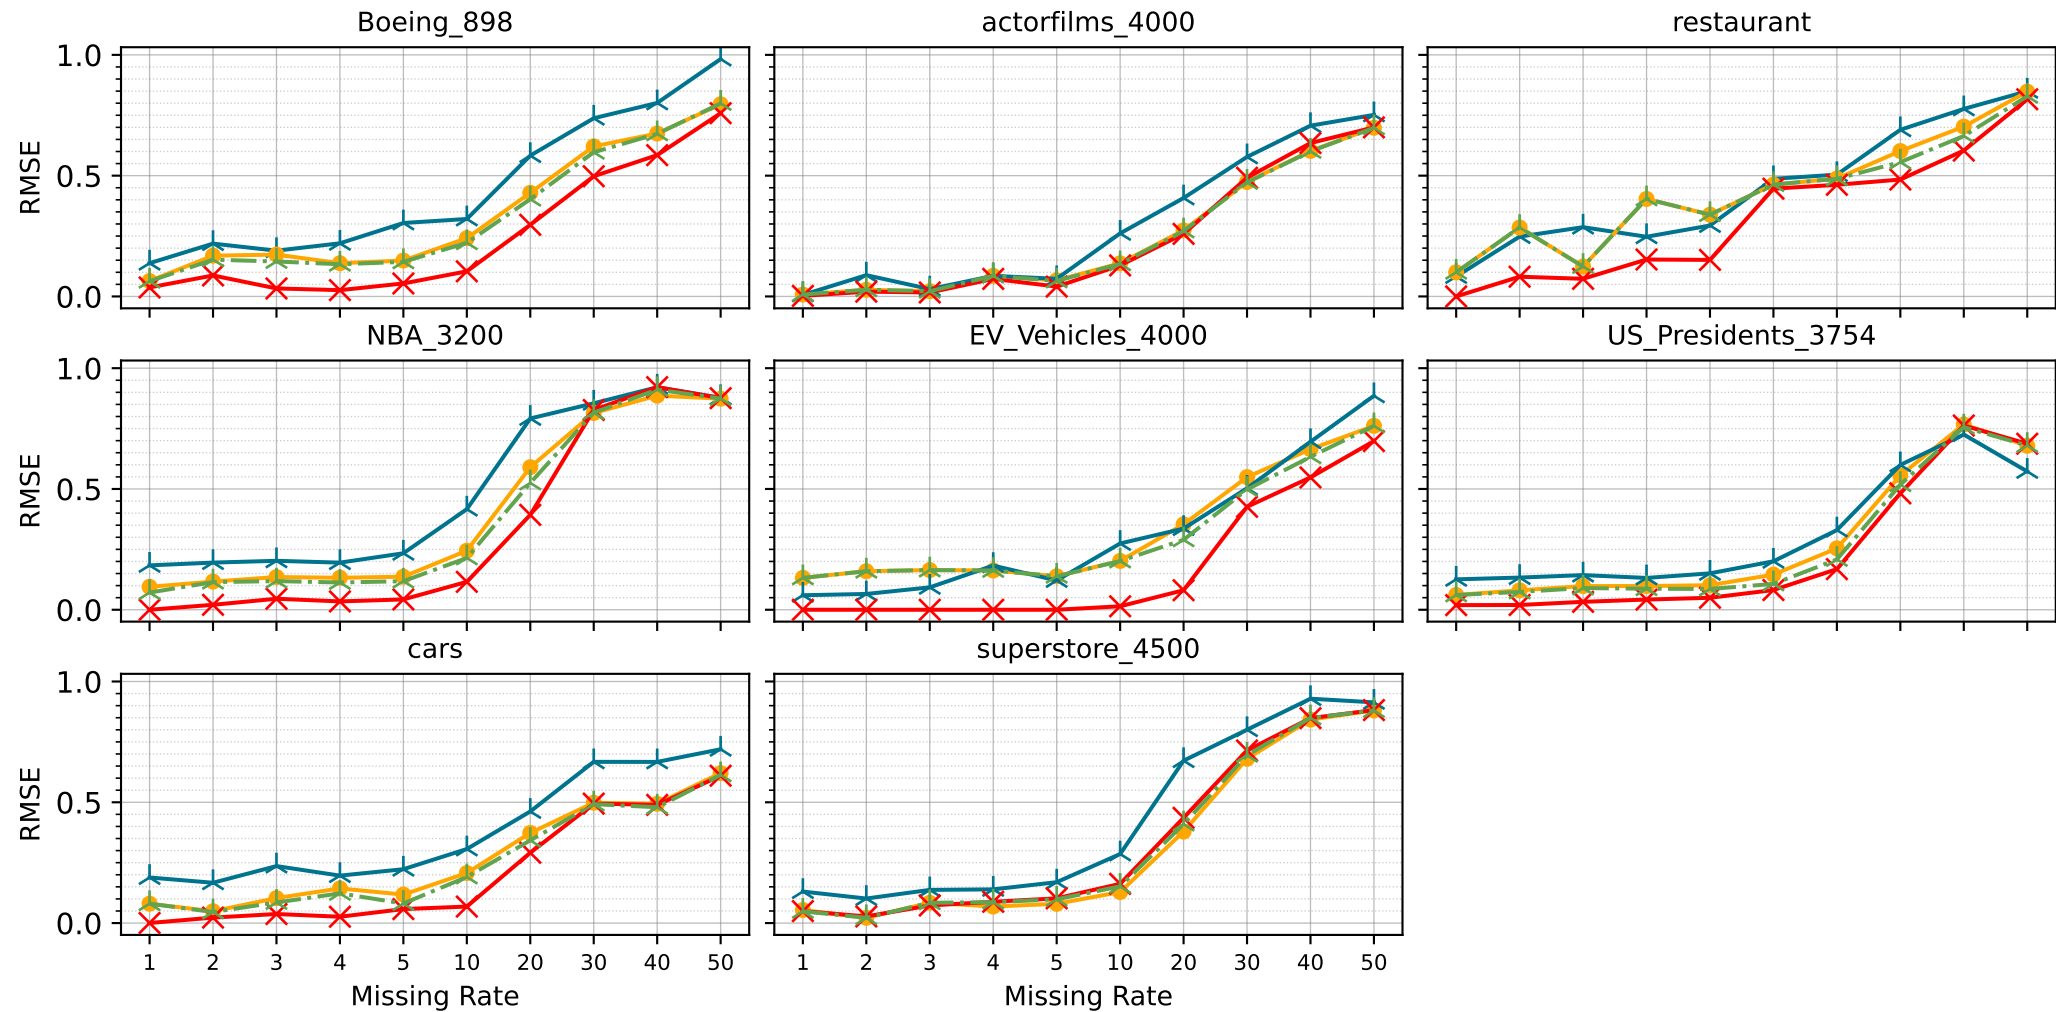 Boeing_898 actorfilms_4000 restaurant
1.0
0.5
0.0
RMSE
NBA_3200 EV_Vehicles_4000 US_Presidents_3754
1.0
0.5
0.0
RMSE
cars superstore_4500
1.0
0.5
0.0
RMSE
1 2 3 4 5 10 20 30 40 50 1 2 3 4 5 10 20 30 40 50
Missing Rate Missing Rate